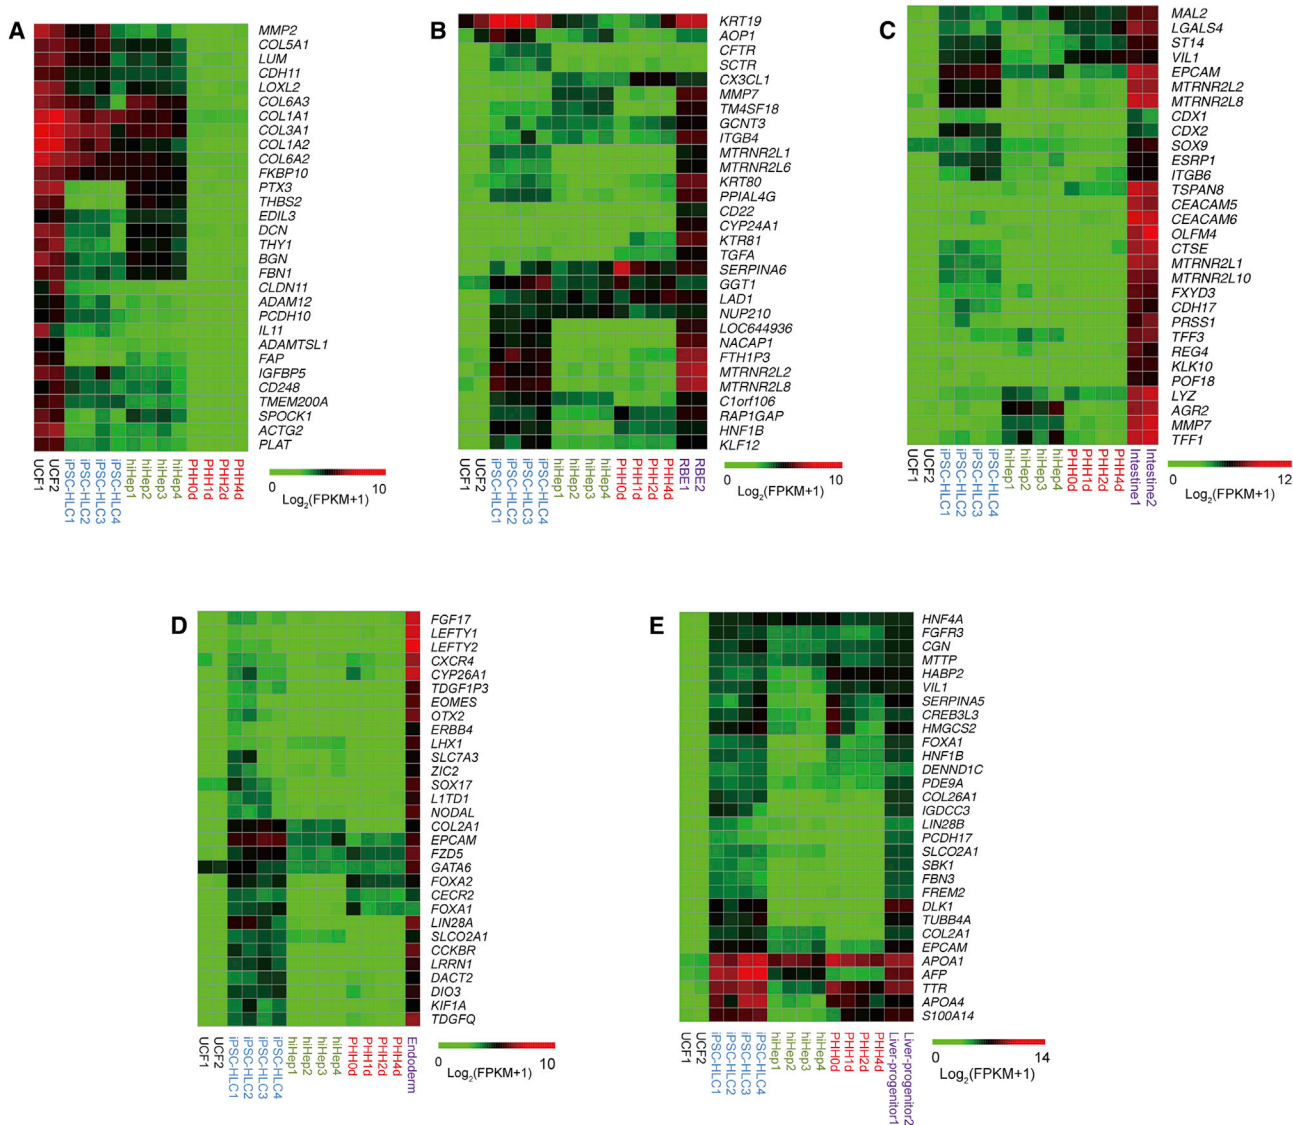 A
MMP2
COL5A1
LUM
CDH11
LOXL2
COL6A3
COL1A1
COL3A1
COL1A2
COL6A2
FKBP10
PTX3
THBS2
EDIL3
DCN
THY1
BGN
FBN1
CLDN11
ADAM12
PCDH10
IL11
ADAMTSL1
FAP
IGFBP5
CD248
TMEM200A
SPOCK1
ACTG2
PLAT
UCF1
UCF2
iPSC-HLC1
iPSC-HLC2
iPSC-HLC3
iPSC-HLC4
hiHep1
hiHep2
hiHep3
hiHep4
PHH0d
PHH1d
PHH2d
PHH4d
0 10
Log2(FPKM+1)
B
KRT19
AOP1
CFTR
SCTR
CX3CL1
MMP7
TM4SF18
GCNT3
ITGB4
MTRNR2L1
MTRNR2L6
KRT80
PPIAL4G
CD22
CYP24A1
KTR81
TGFA
SERPINA6
GGT1
LAD1
NUP210
LOC644936
NACAP1
FTH1P3
MTRNR2L2
MTRNR2L8
C1orf106
RAP1GAP
HNF1B
KLF12
UCF1
UCF2
iPSC-HLC1
iPSC-HLC2
iPSC-HLC3
iPSC-HLC4
hiHep1
hiHep2
hiHep3
hiHep4
PHH0d
PHH1d
PHH2d
PHH4d
RBE1
RBE2
0 10
Log2(FPKM+1)
C
MAL2
LGALS4
ST14
VIL1
EPCAM
MTRNR2L2
MTRNR2L8
CDX1
CDX2
SOX9
ESRP1
ITGB6
TSPAN8
CEACAM5
CEACAM6
OLFM4
CTSE
MTRNR2L1
MTRNR2L10
FXYD3
CDH17
PRSS1
TFF3
REG4
KLK10
POF18
LYZ
AGR2
MMP7
TFF1
UCF1
UCF2
iPSC-HLC1
iPSC-HLC2
iPSC-HLC3
iPSC-HLC4
hiHep1
hiHep2
hiHep3
hiHep4
PHH0d
PHH1d
PHH2d
PHH4d
Intestine1
Intestine2
0 12
Log2(FPKM+1)
D
FGF17
LEFTY1
LEFTY2
CXCR4
CYP26A1
TDGF1P3
EOMES
OTX2
ERBB4
LHX1
SLC7A3
ZIC2
SOX17
L1TD1
NODAL
COL2A1
EPCAM
FZD5
GATA6
FOXA2
CECR2
FOXA1
LIN28A
SLCO2A1
CCKBR
LRRN1
DACT2
DIO3
KIF1A
TDGFQ
UCF1
UCF2
iPSC-HLC1
iPSC-HLC2
iPSC-HLC3
iPSC-HLC4
hiHep1
hiHep2
hiHep3
hiHep4
PHH0d
PHH1d
PHH2d
PHH4d
Endoderm
0 10
Log2(FPKM+1)
E
HNF4A
FGFR3
CGN
MTTP
HABP2
VIL1
SERPINA5
CREB3L3
HMGCS2
FOXA1
HNF1B
DENND1C
PDE9A
COL26A1
IGDCC3
LIN28B
PCDH17
SLCO2A1
SBK1
FBN3
FREM2
DLK1
TUBB4A
COL2A1
EPCAM
APOA1
AFP
TTR
APOA4
S100A14
UCF1
UCF2
iPSC-HLC1
iPSC-HLC2
iPSC-HLC3
iPSC-HLC4
hiHep1
hiHep2
hiHep3
hiHep4
PHH0d
PHH1d
PHH2d
PHH4d
Liver-progenitor1
Liver-progenitor2
0 14
Log2(FPKM+1)